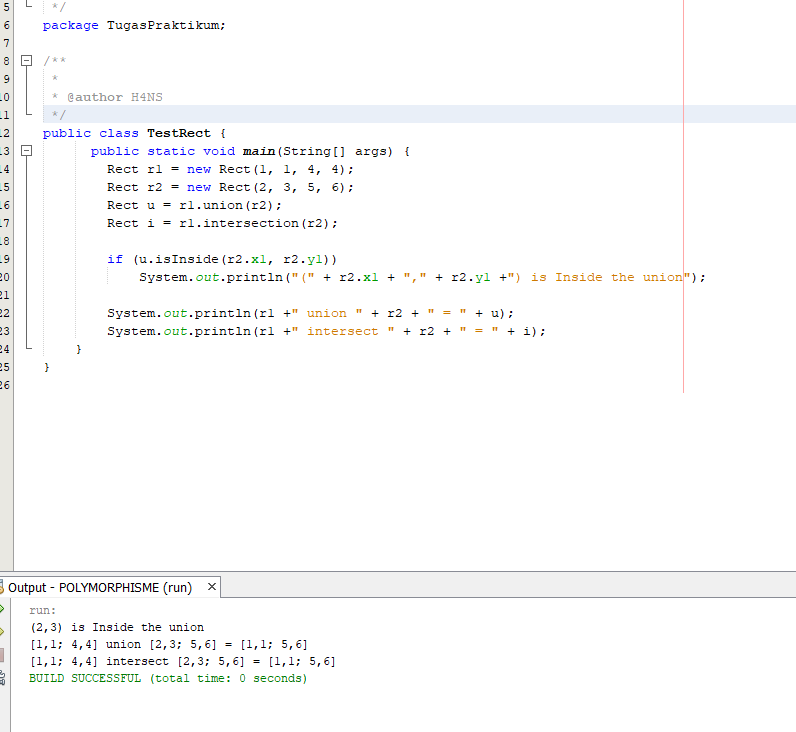 5 */
6 package TugasPraktikum;
7
8 /**
9 *
10 * @author H4NS
11 */
12 public class TestRect {
13 public static void main(String[] args) {
14 Rect r1 = new Rect(1, 1, 4, 4);
15 Rect r2 = new Rect(2, 3, 5, 6);
16 Rect u = r1.union(r2);
17 Rect i = r1.intersection(r2);
18
19 if (u.isInside(r2.x1, r2.y1))
20 System.out.println("(" + r2.x1 + "," + r2.y1 +") is Inside the union");
21
22 System.out.println(r1 +" union " + r2 + " = " + u);
23 System.out.println(r1 +" intersect " + r2 + " = " + i);
24 }
25 }
26
Output - POLYMORPHISME (run) ×
run:
(2,3) is Inside the union
[1,1; 4,4] union [2,3; 5,6] = [1,1; 5,6]
[1,1; 4,4] intersect [2,3; 5,6] = [1,1; 5,6]
BUILD SUCCESSFUL (total time: 0 seconds)